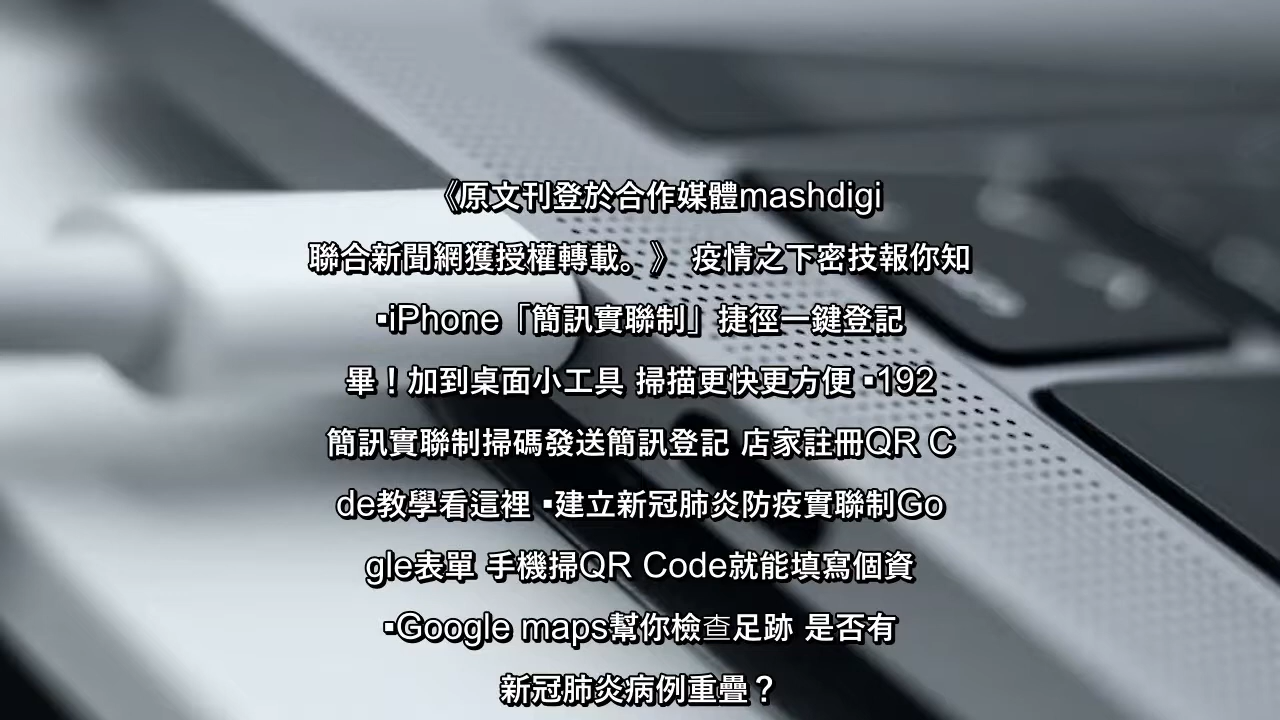 《原文刊登於合作媒體mashdigi
聯合新聞網獲授權轉載。》 疫情之下密技報你知
▪iPhone「簡訊實聯制」捷徑一鍵登記
畢！加到桌面小工具 掃描更快更方便 ▪192
簡訊實聯制掃碼發送簡訊登記 店家註冊QR C
de教學看這裡 ▪建立新冠肺炎防疫實聯制Go
gle表單 手機掃QR Code就能填寫個資
▪Google maps幫你檢查足跡 是否有
新冠肺炎病例重疊？